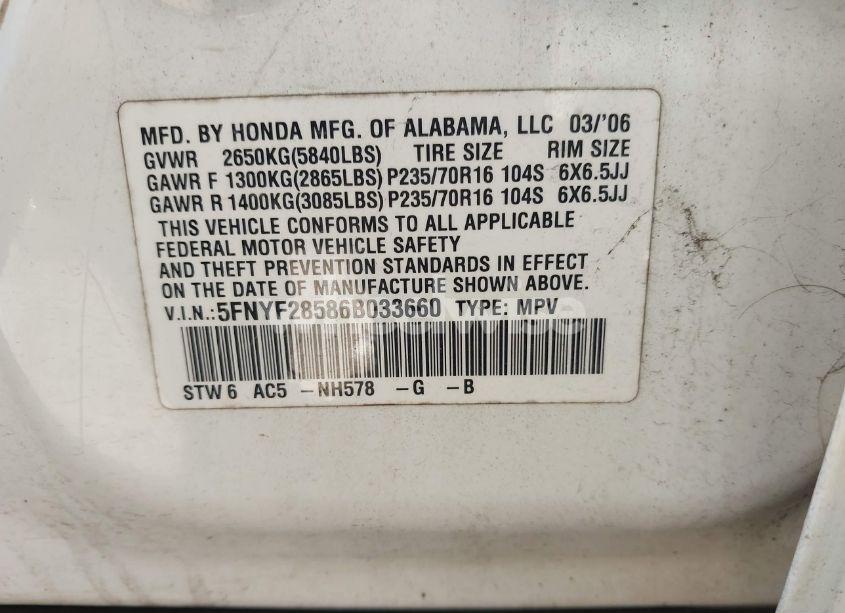 MFD. BY HONDA MFG. OF ALABAMA, LLC 03/'06
GVWR 2650KG(5840LBS) TIRE SIZE RIM SIZE
GAWR F 1300KG(2865LBS) P235/70R16 104S 6X6.5JJ
GAWR R 1400KG(3085LBS) P235/70R16 104S 6X6.5JJ
THIS VEHICLE CONFORMS TO ALL APPLICABLE
FEDERAL MOTOR VEHICLE SAFETY
AND THEFT PREVENTION STANDARDS IN EFFECT
ON THE DATE OF MANUFACTURE SHOWN ABOVE.
V.I.N.:5FNYF28586B033660 TYPE: MPV
STW6 AC5 -NH578 -G -B